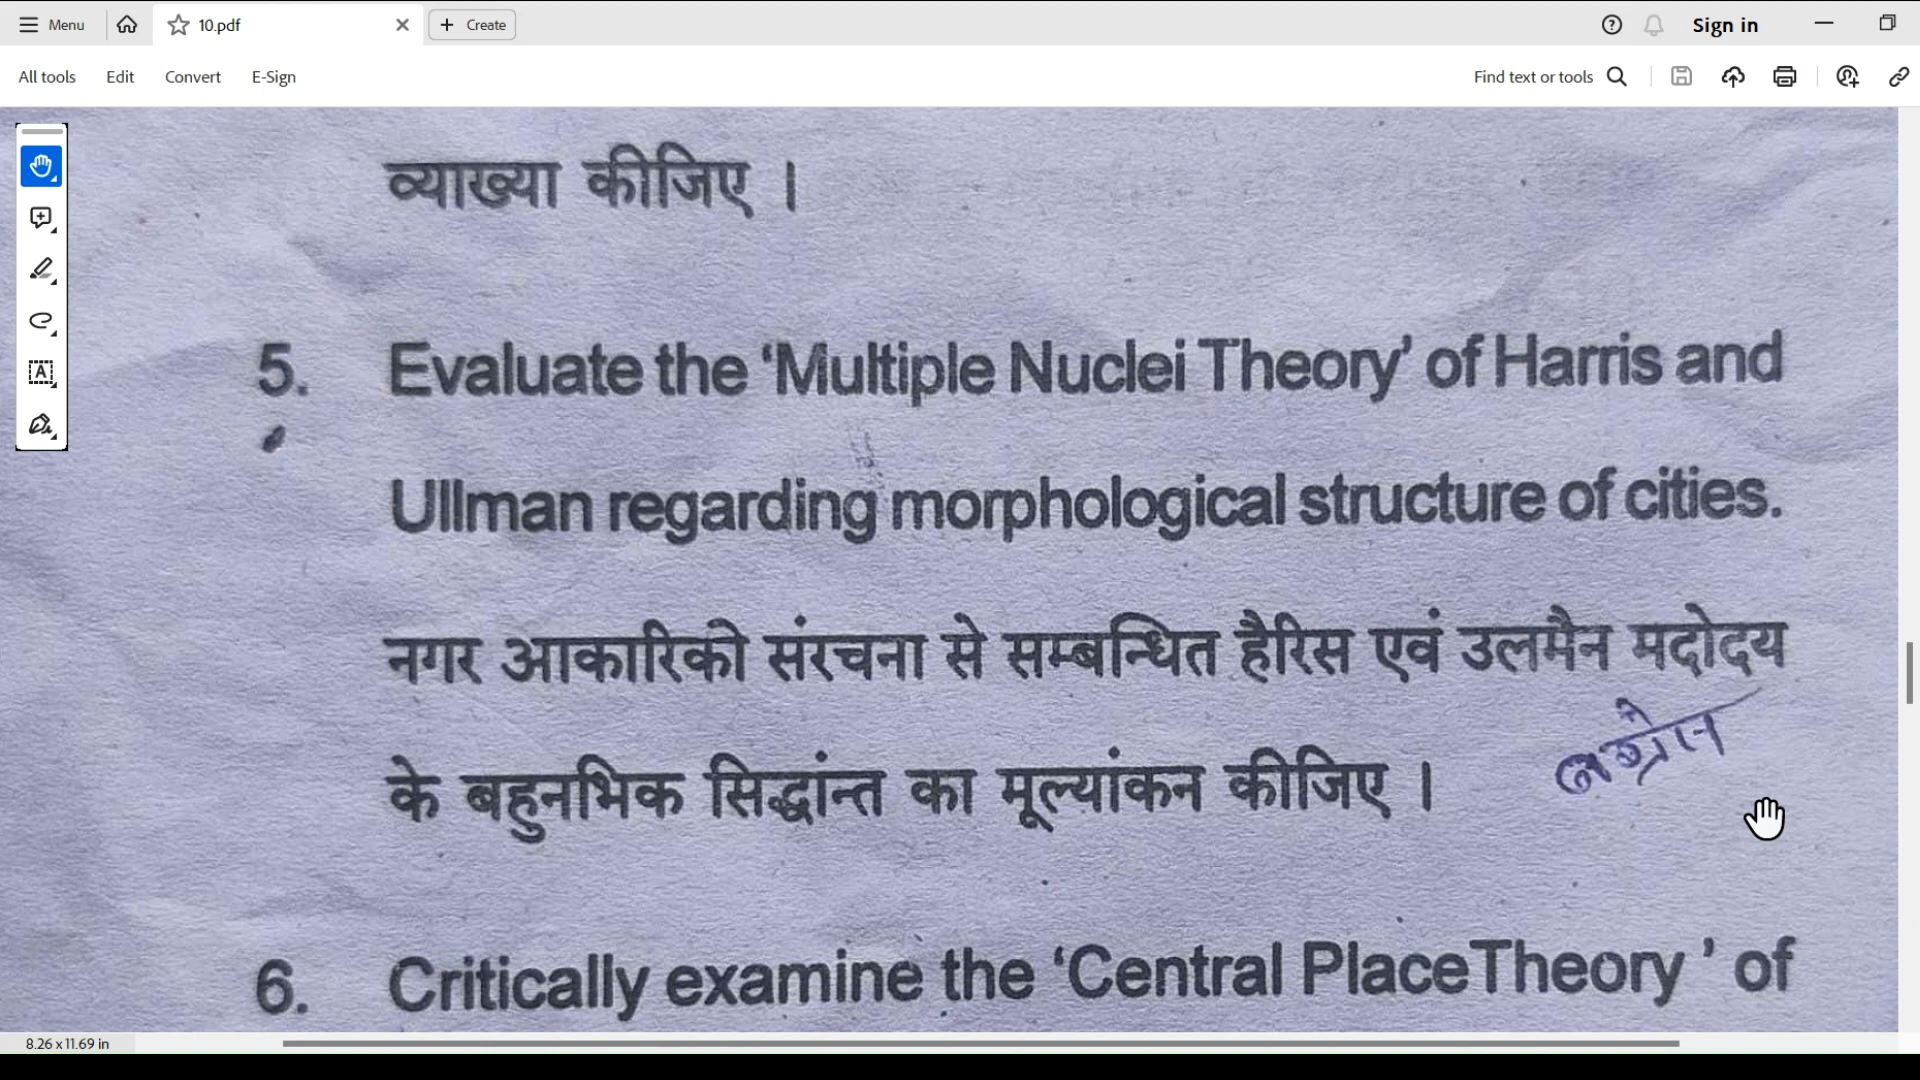 Menu
10.pdf
Create
Sign in
All tools
Edit
Convert
E-Sign
Find text or tools
व्याख्या कीजिए ।
5. Evaluate the ‘Multiple Nuclei Theory’ of Harris and
Ullman regarding morphological structure of cities.
नगर आकारिकी संरचना से सम्बन्धित हैरिस एवं उलमैन मदोदय
के बहुनभिक सिद्धांन्त का मूल्यांकन कीजिए ।
6. Critically examine the ‘Central PlaceTheory ’ of
8.26 x 11.69 in